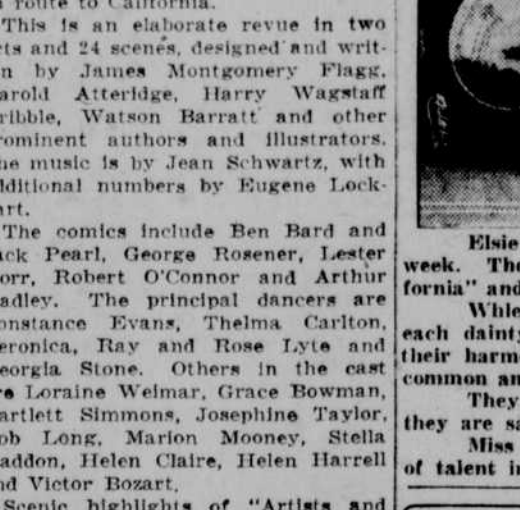 route to California.
This is an elaborate revue in two
rts and 24 scenes, designed and writ-
n by James Montgomery Flagg,
arold Atteridge, Harry Wagstaff
ribble, Watson Barratt and other
rominent authors and illustrators.
he music is by Jean Schwartz, with
dditional numbers by Eugene Lock-
art.
The comics include Ben Bard and
ack Pearl, George Rosener, Lester
orr, Robert O'Connor and Arthur
adley. The principal dancers are
onstance Evans, Thelma Carlton,
eronica, Ray and Rose Lyte and
eorgia Stone. Others in the cast
re Loraine Weimar, Grace Bowman,
artlett Simmons, Josephine Taylor,
ob Long, Marion Mooney, Stella
addon, Helen Claire, Helen Harrell
nd Victor Bozart.
Scenic highlights of "Artists and
Elsie
week. The
fornia" and
While
each dainty
their harm
common an
They
they are sa
Miss
of talent in